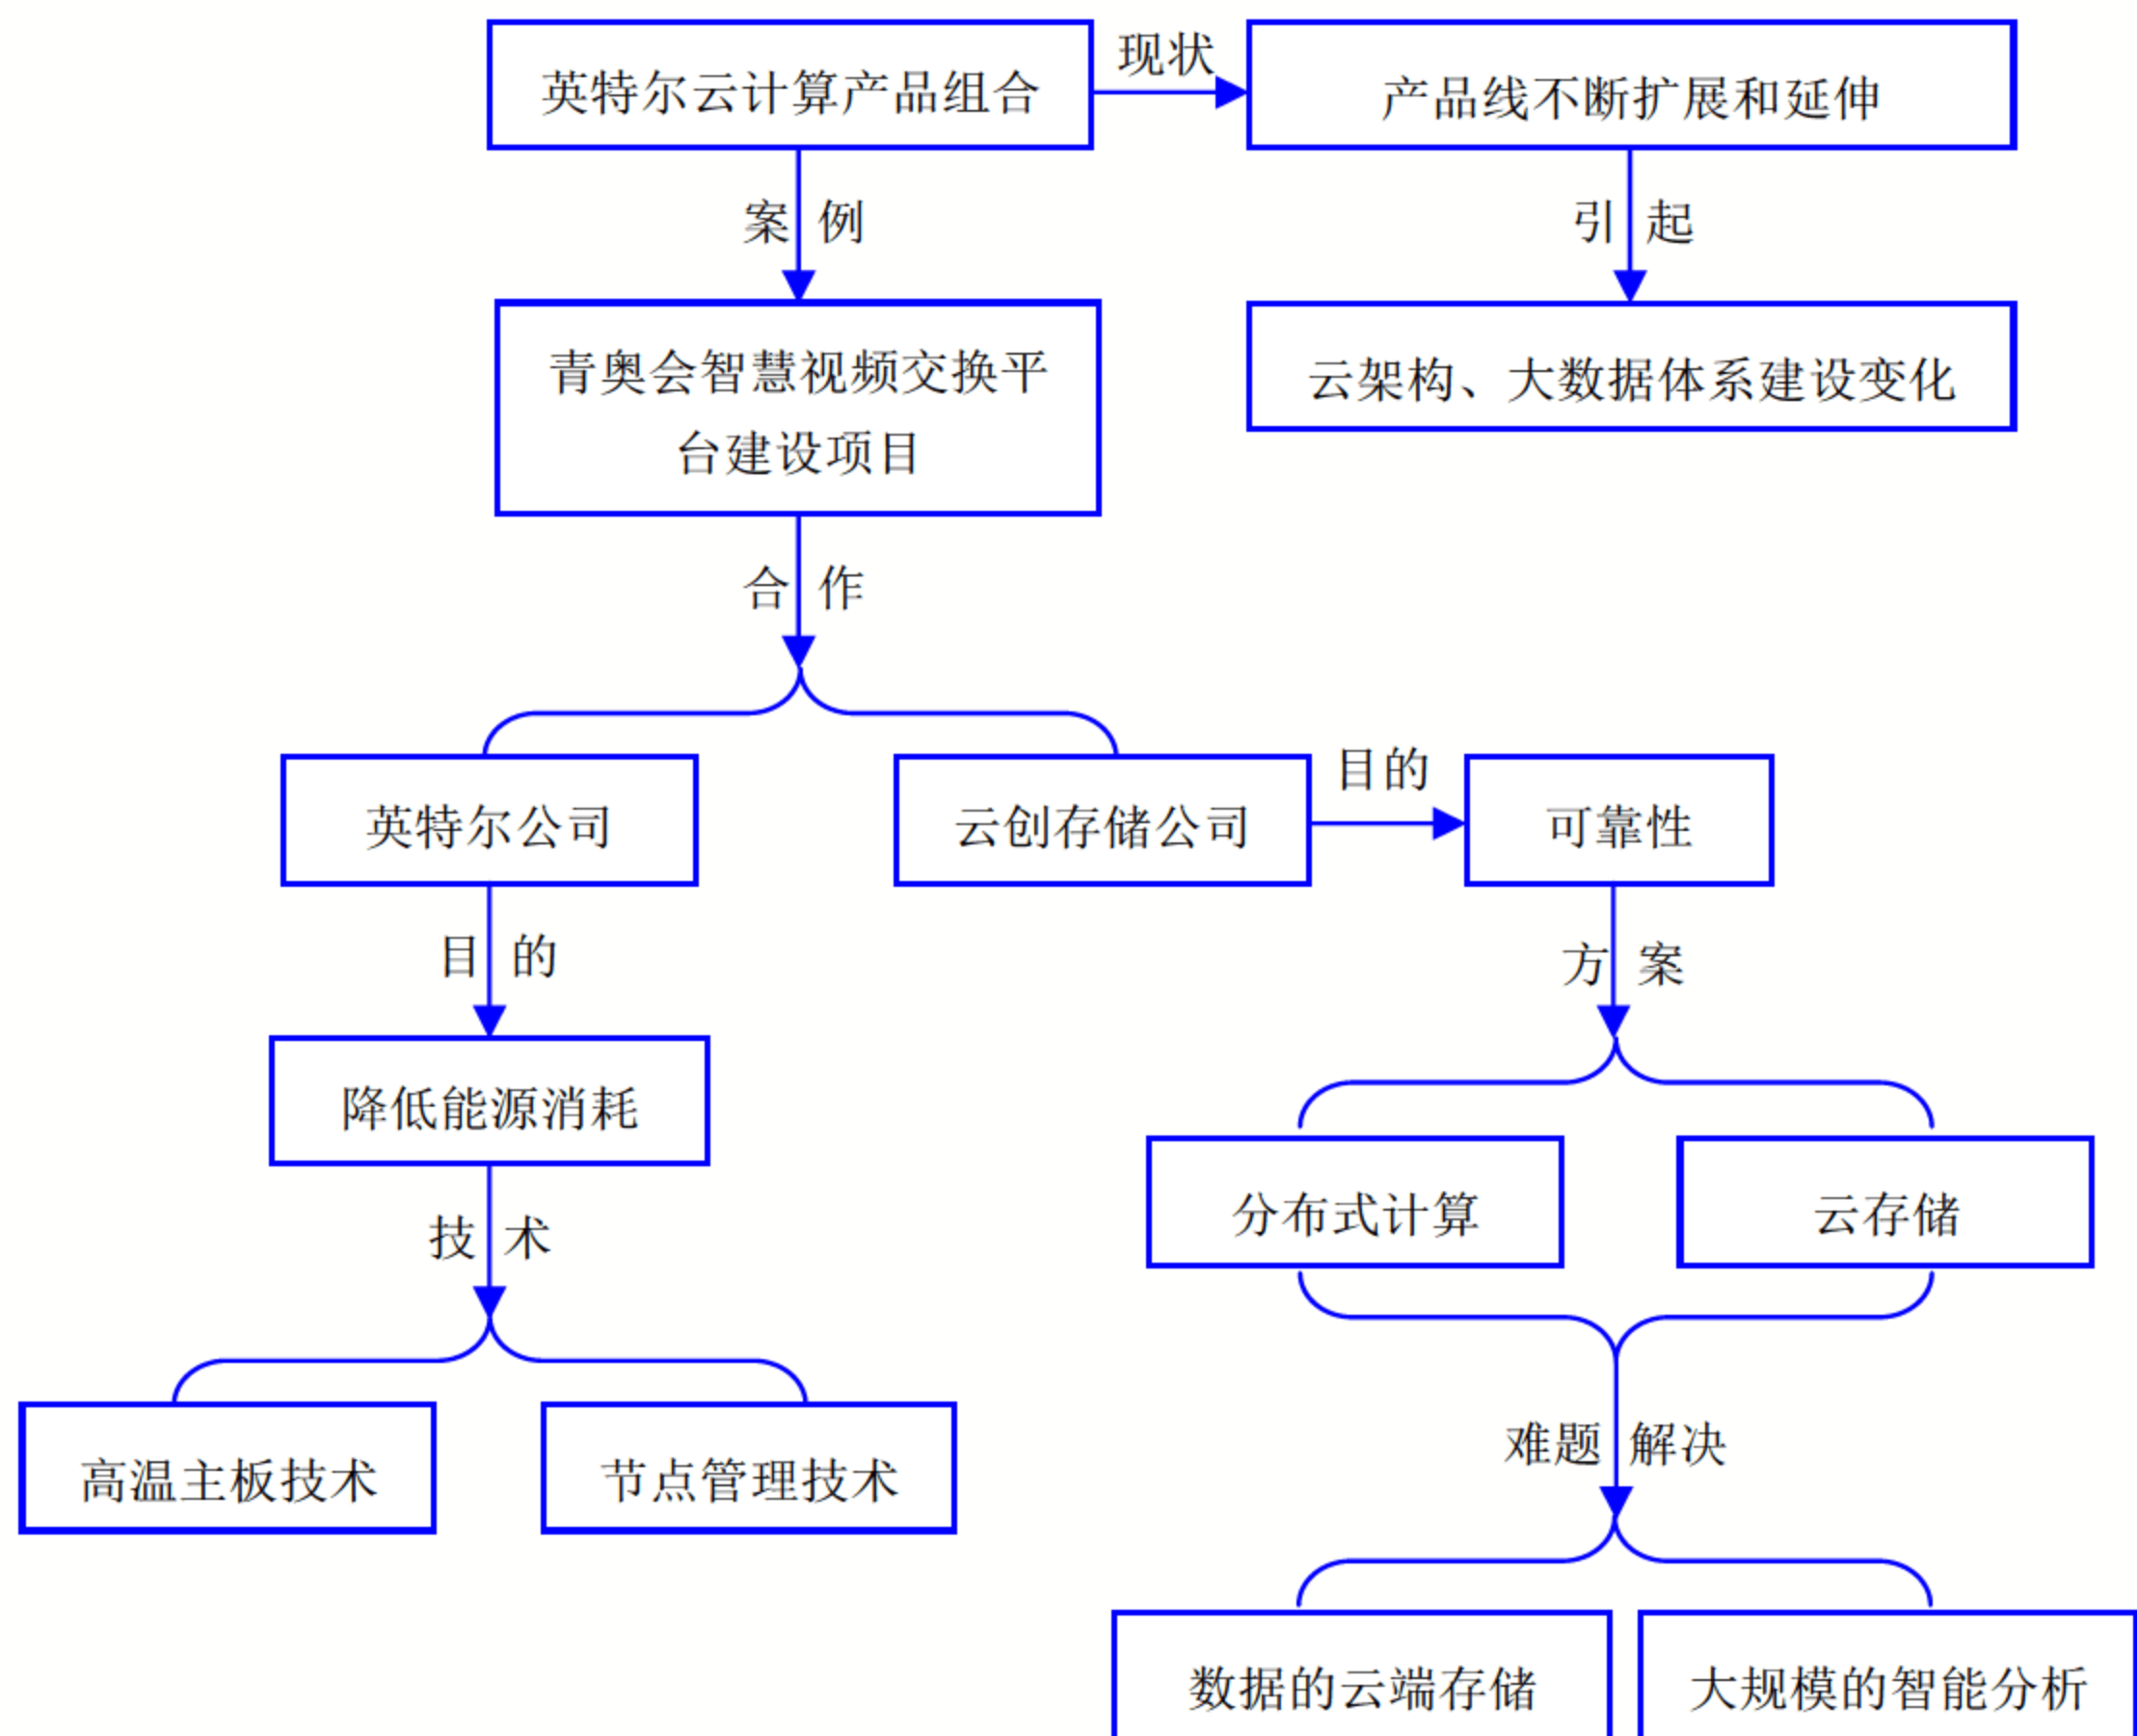 英特尔云计算产品组合
现状
产品线不断扩展和延伸
案例
引起
青奥会智慧视频交换平
台建设项目
云架构、大数据体系建设变化
合作
英特尔公司
云创存储公司
目的
可靠性
目的
方案
降低能源消耗
分布式计算
云存储
技术
高温主板技术
节点管理技术
难题解决
数据的云端存储
大规模的智能分析